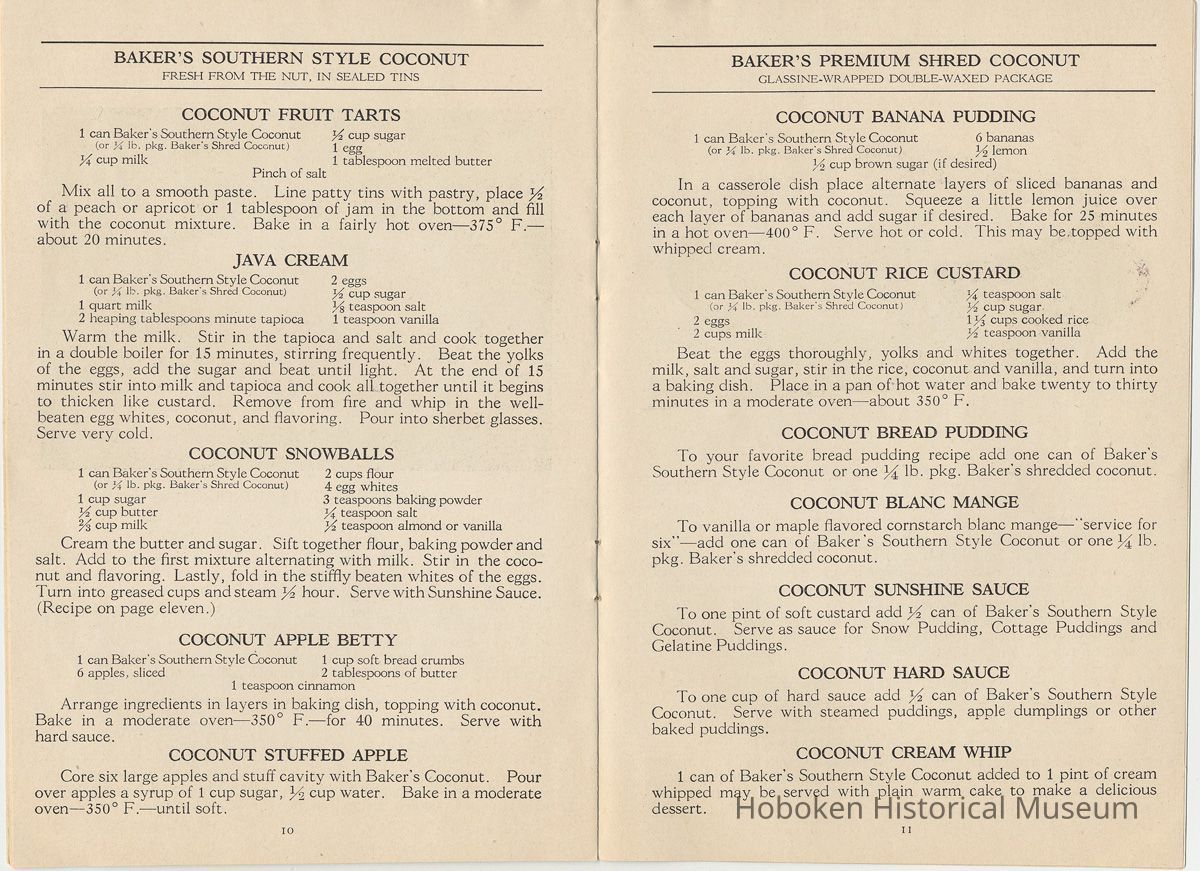 BAKER'S SOUTHERN STYLE COCONUT
FRESH FROM THE NUT, IN SEALED TINS
COCONUT FRUIT TARTS
1 can Baker's Southern Style Coconut ½ cup sugar
(or ¼ lb. pkg. Baker's Shred Coconut) 1 egg
¼ cup milk 1 tablespoon melted butter
Pinch of salt
Mix all to a smooth paste. Line patty tins with pastry, place ½
of a peach or apricot or 1 tablespoon of jam in the bottom and fill
with the coconut mixture. Bake in a fairly hot oven—375° F.—
about 20 minutes.
JAVA CREAM
1 can Baker's Southern Style Coconut 2 eggs
(or ¼ lb. pkg. Baker's Shred Coconut) ½ cup sugar
1 quart milk ⅛ teaspoon salt
2 heaping tablespoons minute tapioca 1 teaspoon vanilla
Warm the milk. Stir in the tapioca and salt and cook together
in a double boiler for 15 minutes, stirring frequently. Beat the yolks
of the eggs, add the sugar and beat until light. At the end of 15
minutes stir into milk and tapioca and cook all together until it begins
to thicken like custard. Remove from fire and whip in the well-
beaten egg whites, coconut, and flavoring. Pour into sherbet glasses.
Serve very cold.
COCONUT SNOWBALLS
1 can Baker's Southern Style Coconut 2 cups flour
(or ¼ lb. pkg. Baker's Shred Coconut) 4 egg whites
1 cup sugar 3 teaspoons baking powder
½ cup butter ¼ teaspoon salt
⅔ cup milk ½ teaspoon almond or vanilla
Cream the butter and sugar. Sift together flour, baking powder and
salt. Add to the first mixture alternating with milk. Stir in the coco-
nut and flavoring. Lastly, fold in the stiffly beaten whites of the eggs.
Turn into greased cups and steam ½ hour. Serve with Sunshine Sauce.
(Recipe on page eleven.)
COCONUT APPLE BETTY
1 can Baker's Southern Style Coconut 1 cup soft bread crumbs
6 apples, sliced 2 tablespoons of butter
1 teaspoon cinnamon
Arrange ingredients in layers in baking dish, topping with coconut.
Bake in a moderate oven—350° F.—for 40 minutes. Serve with
hard sauce.
COCONUT STUFFED APPLE
Core six large apples and stuff cavity with Baker's Coconut. Pour
over apples a syrup of 1 cup sugar, ½ cup water. Bake in a moderate
oven—350° F.—until soft.
10
BAKER'S PREMIUM SHRED COCONUT
GLASSINE-WRAPPED DOUBLE-WAXED PACKAGE
COCONUT BANANA PUDDING
1 can Baker's Southern Style Coconut 6 bananas
(or ¼ lb. pkg. Baker's Shred Coconut) ½ lemon
½ cup brown sugar (if desired)
In a casserole dish place alternate layers of sliced bananas and
coconut, topping with coconut. Squeeze a little lemon juice over
each layer of bananas and add sugar if desired. Bake for 25 minutes
in a hot oven—400° F. Serve hot or cold. This may be topped with
whipped cream.
COCONUT RICE CUSTARD
1 can Baker's Southern Style Coconut ¼ teaspoon salt
(or ¼ lb. pkg. Baker's Shred Coconut) ½ cup sugar
2 eggs 1⅓ cups cooked rice
2 cups milk ½ teaspoon vanilla
Beat the eggs thoroughly, yolks and whites together. Add the
milk, salt and sugar, stir in the rice, coconut and vanilla, and turn into
a baking dish. Place in a pan of hot water and bake twenty to thirty
minutes in a moderate oven—about 350° F.
COCONUT BREAD PUDDING
To your favorite bread pudding recipe add one can of Baker's
Southern Style Coconut or one ¼ lb. pkg. Baker's shredded coconut.
COCONUT BLANC MANGE
To vanilla or maple flavored cornstarch blanc mange—"service for
six"—add one can of Baker's Southern Style Coconut or one ¼ lb.
pkg. Baker's shredded coconut.
COCONUT SUNSHINE SAUCE
To one pint of soft custard add ½ can of Baker's Southern Style
Coconut. Serve as sauce for Snow Pudding, Cottage Puddings and
Gelatine Puddings.
COCONUT HARD SAUCE
To one cup of hard sauce add ½ can of Baker's Southern Style
Coconut. Serve with steamed puddings, apple dumplings or other
baked puddings.
COCONUT CREAM WHIP
1 can of Baker's Southern Style Coconut added to 1 pint of cream
whipped may be served with plain warm cake to make a delicious
dessert.
Hoboken Historical Museum
11